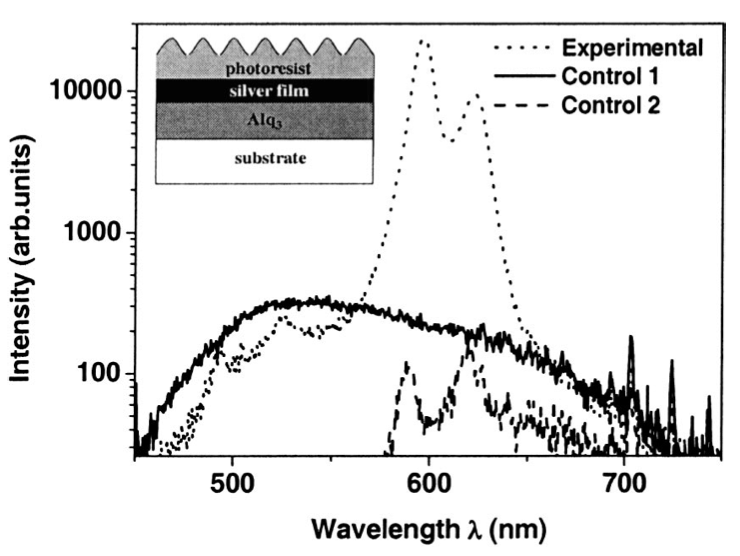 photoresist
silver film
Alq3
substrate
Experimental
Control 1
Control 2
Intensity (arb.units)
10000
1000
100
500
600
700
Wavelength λ (nm)